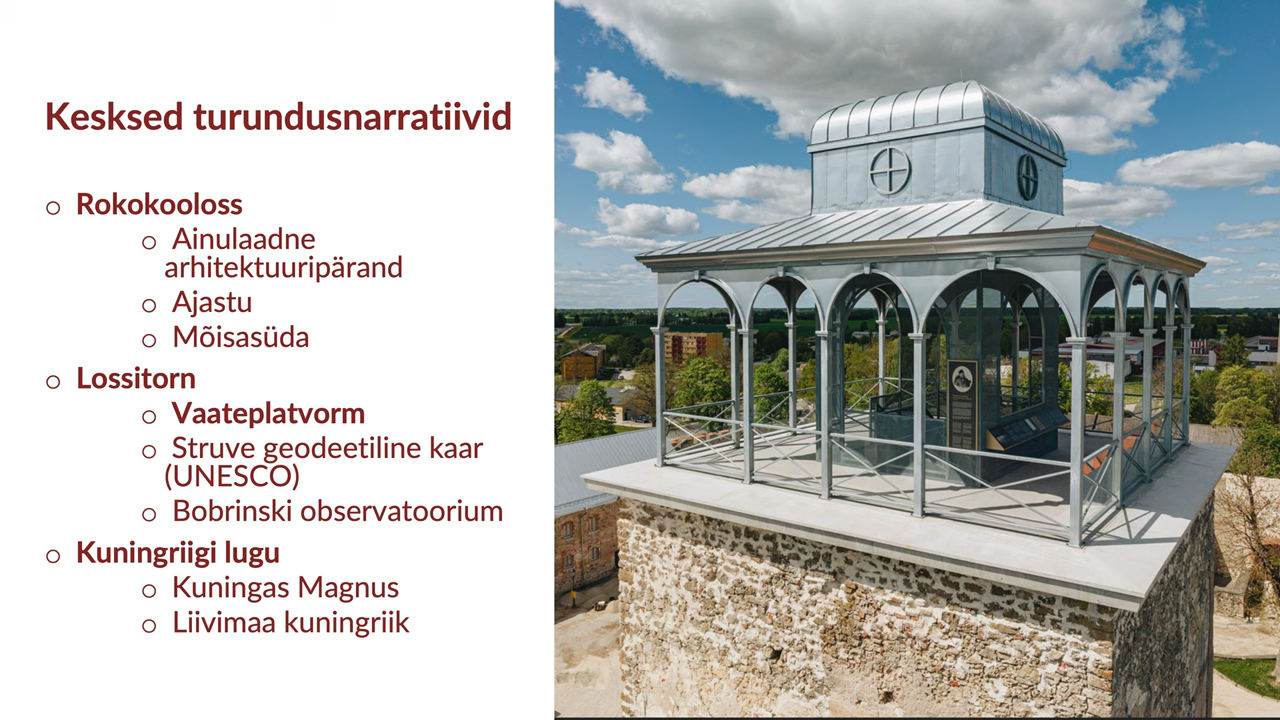 Kesksed turundusnarratiivid
Rokokooloss
Ainulaadne
arhitektuuripärand
Ajastu
Mõisasüda
Lossitorn
Vaateplatvorm
Struve geodeetiline kaar
(UNESCO)
Bobrinski observatoorium
Kuningriigi lugu
Kuningas Magnus
Liivimaa kuningriik